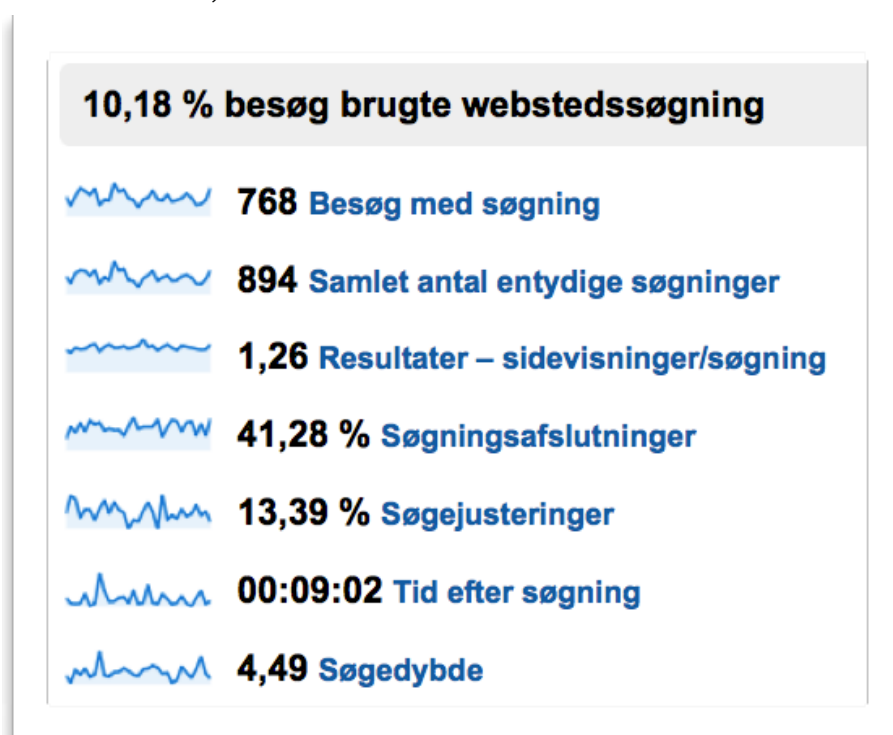 10,18 % besøg brugte webstedssøgning
768 Besøg med søgning
894 Samlet antal entydige søgninger
1,26 Resultater – sidevisninger/søgning
41,28 % Søgningsafslutninger
13,39 % Søgejusteringer
00:09:02 Tid efter søgning
4,49 Søgedybde